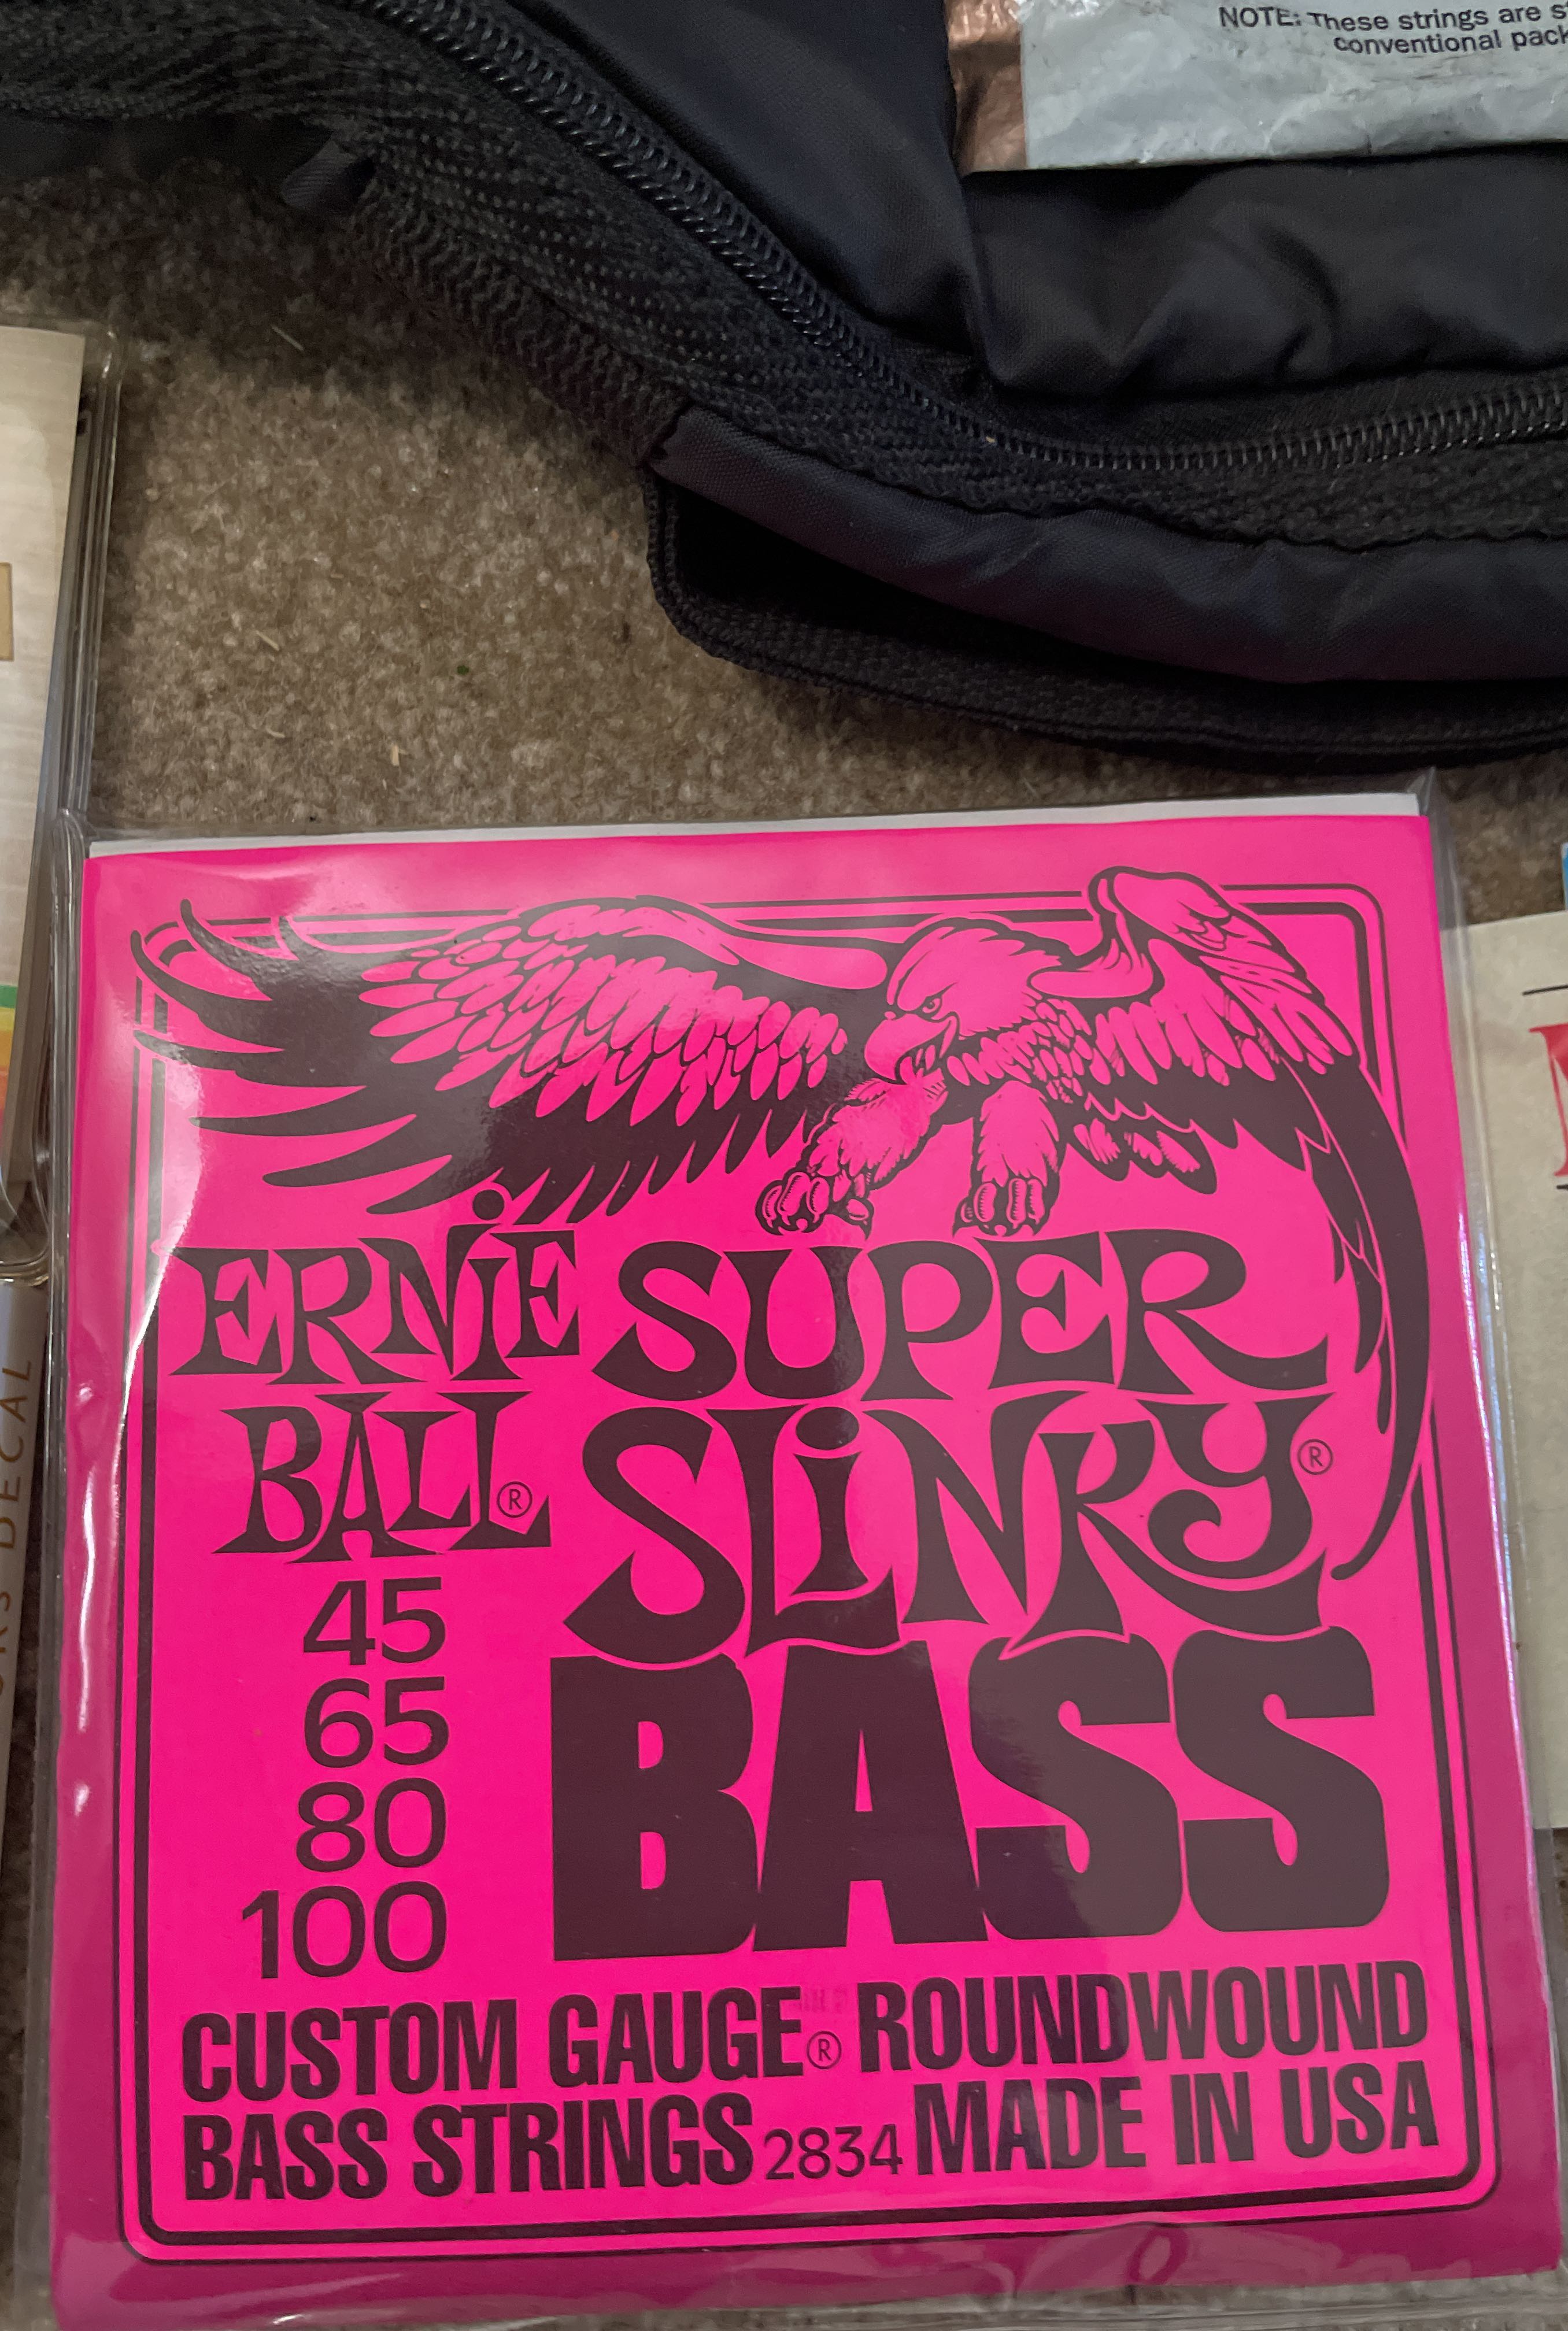 NOTE: These strings are
conventional
ERNiE SUPER
BALL® SLiNKY®
45
65
80
100
BASS
CUSTOM GAUGE® ROUNDWOUND
BASS STRINGS 2834 MADE IN USA
DECAL